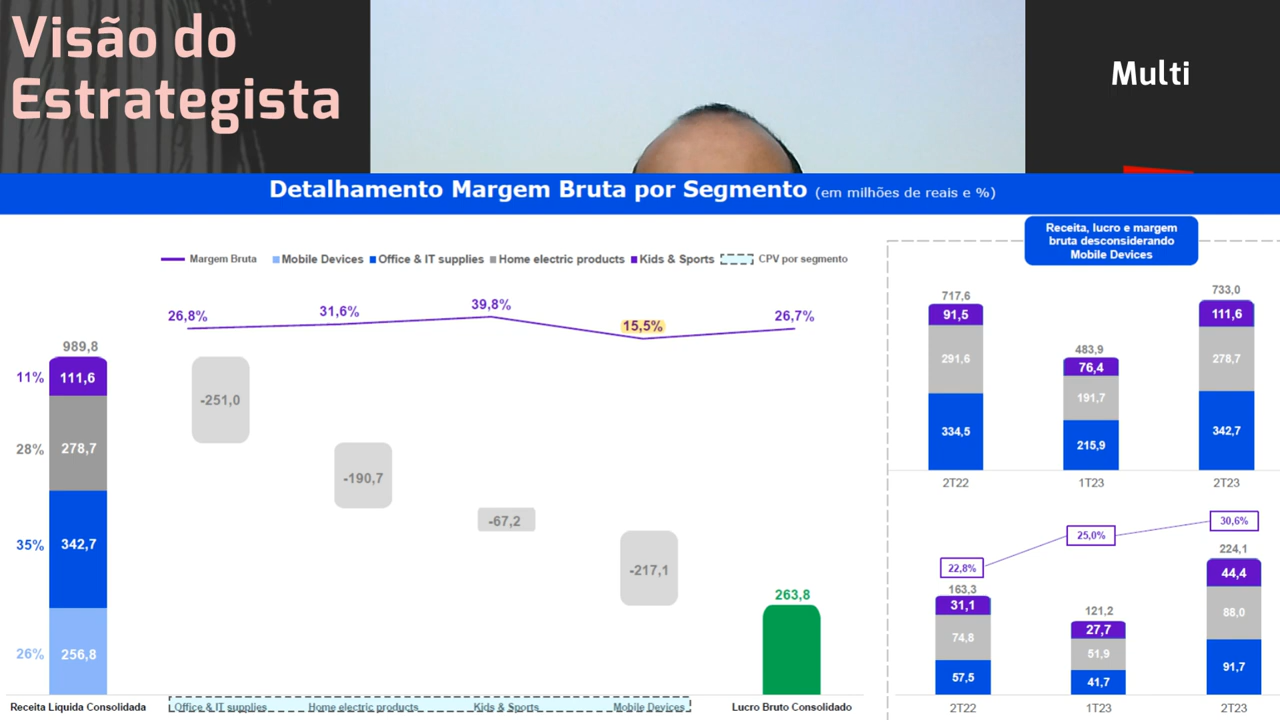 Visão do
Estrategista
Multi
Detalhamento Margem Bruta por Segmento (em milhões de reais e %)
Receita, lucro e margem
bruta desconsiderando
Mobile Devices
Margem Bruta Mobile Devices Office & IT supplies Home electric products Kids & Sports CPV por segmento
26,8% 31,6% 39,8% 15,5% 26,7%
989,8
11% 111,6
28% 278,7
35% 342,7
26% 256,8
-251,0
-190,7
-67,2
-217,1
263,8
Receita Líquida Consolidada Office & IT supplies Home electric products Kids & Sports Mobile Devices Lucro Bruto Consolidado
717,6 483,9 733,0
91,5 76,4 111,6
291,6 191,7 278,7
334,5 215,9 342,7
2T22 1T23 2T23
22,8% 25,0% 30,6%
163,3 121,2 224,1
31,1 27,7 44,4
74,8 51,9 88,0
57,5 41,7 91,7
2T22 1T23 2T23